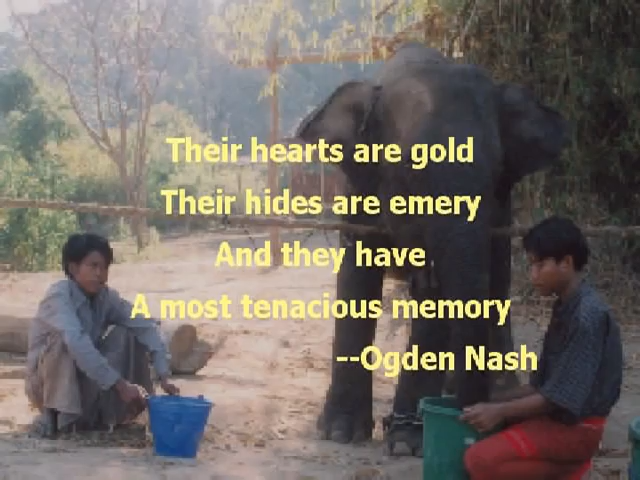 Their hearts are gold
Their hides are emery
And they have
A most tenacious memory
--Ogden Nash